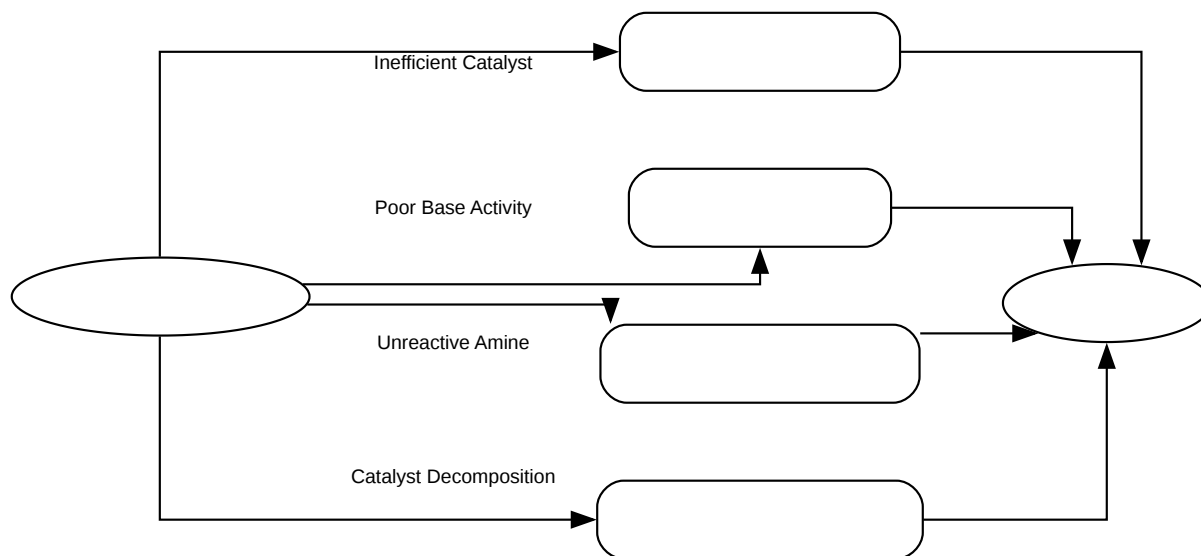 Inefficient Catalyst
Poor Base Activity
Unreactive Amine
Catalyst Decomposition